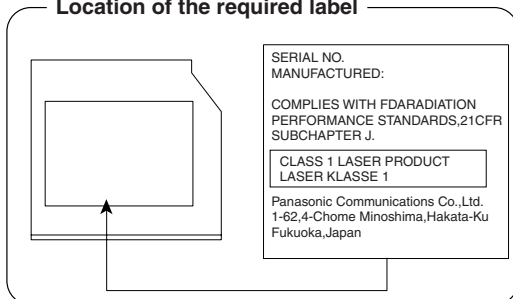 Location of the required label
SERIAL NO.
MANUFACTURED:
COMPLIES WITH FDARADIATION
PERFORMANCE STANDARDS,21CFR
SUBCHAPTER J.
CLASS 1 LASER PRODUCT
LASER KLASSE 1
Panasonic Communications Co.,Ltd.
1-62,4-Chome Minoshima,Hakata-Ku
Fukuoka,Japan